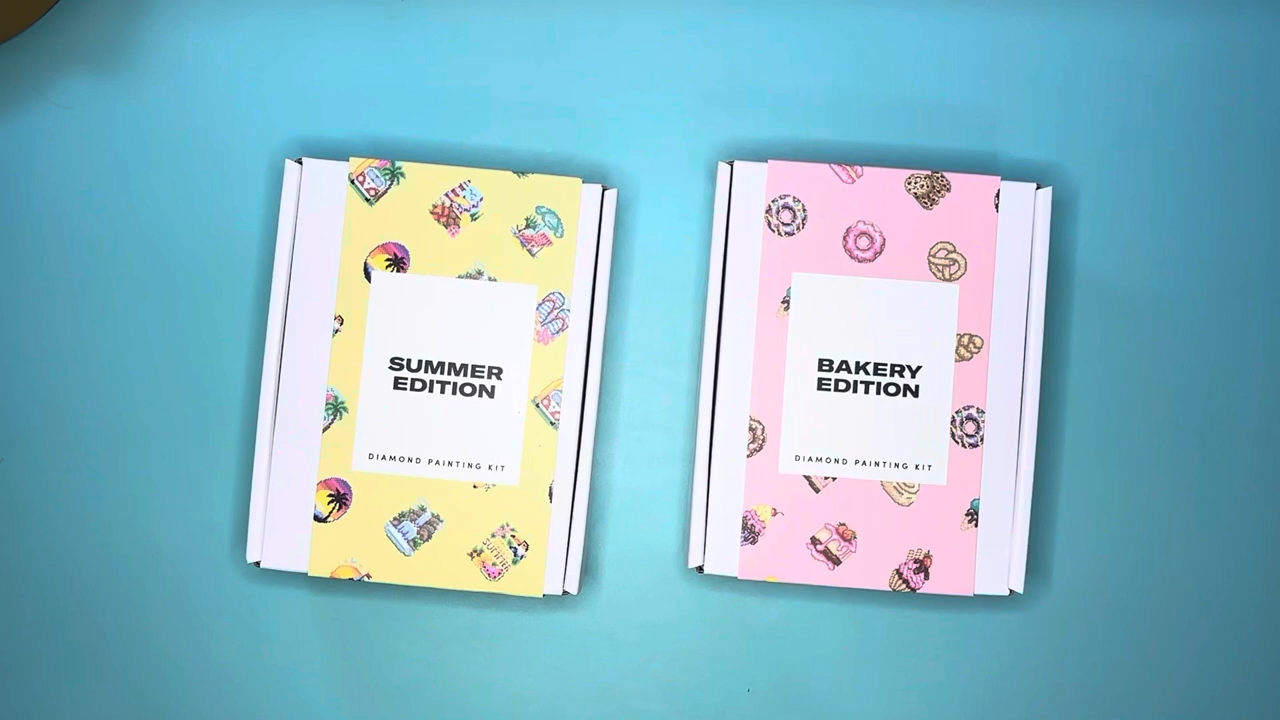 SUMMER
EDITION
DIAMOND PAINTING KIT
BAKERY
EDITION
DIAMOND PAINTING KIT